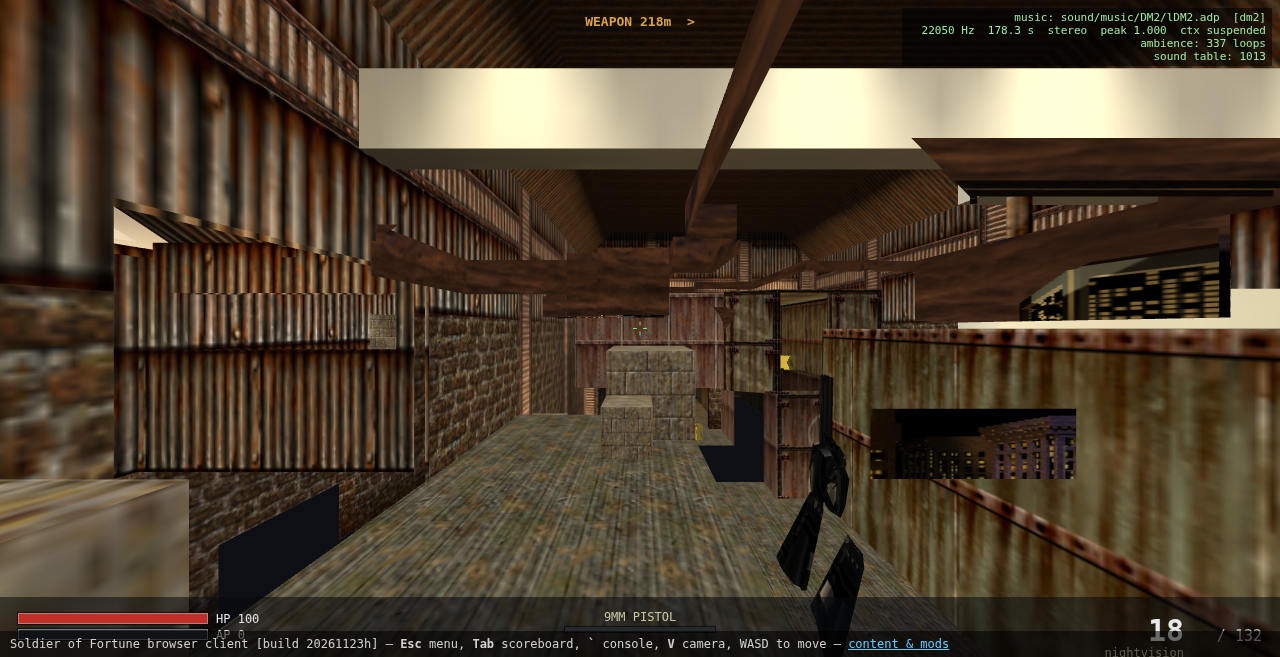 WEAPON 218m >
music: sound/music/DM2/lDM2.adp [dm2]
22050 Hz 178.3 s stereo peak 1.000 ctx suspended
ambience: 337 loops
sound table: 1013
HP 100
AP 0
9MM PISTOL
18 / 132
nightvision
Soldier of Fortune browser client [build 20261123h] — Esc menu, Tab scoreboard, ` console, V camera, WASD to move — content & mods